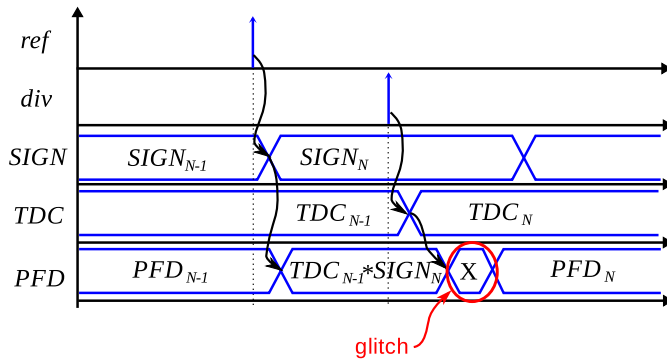 ref
div
SIGN SIGN_N-1 SIGN_N
TDC TDC_N-1 TDC_N
PFD PFD_N-1 TDC_N-1*SIGN_N X PFD_N
glitch